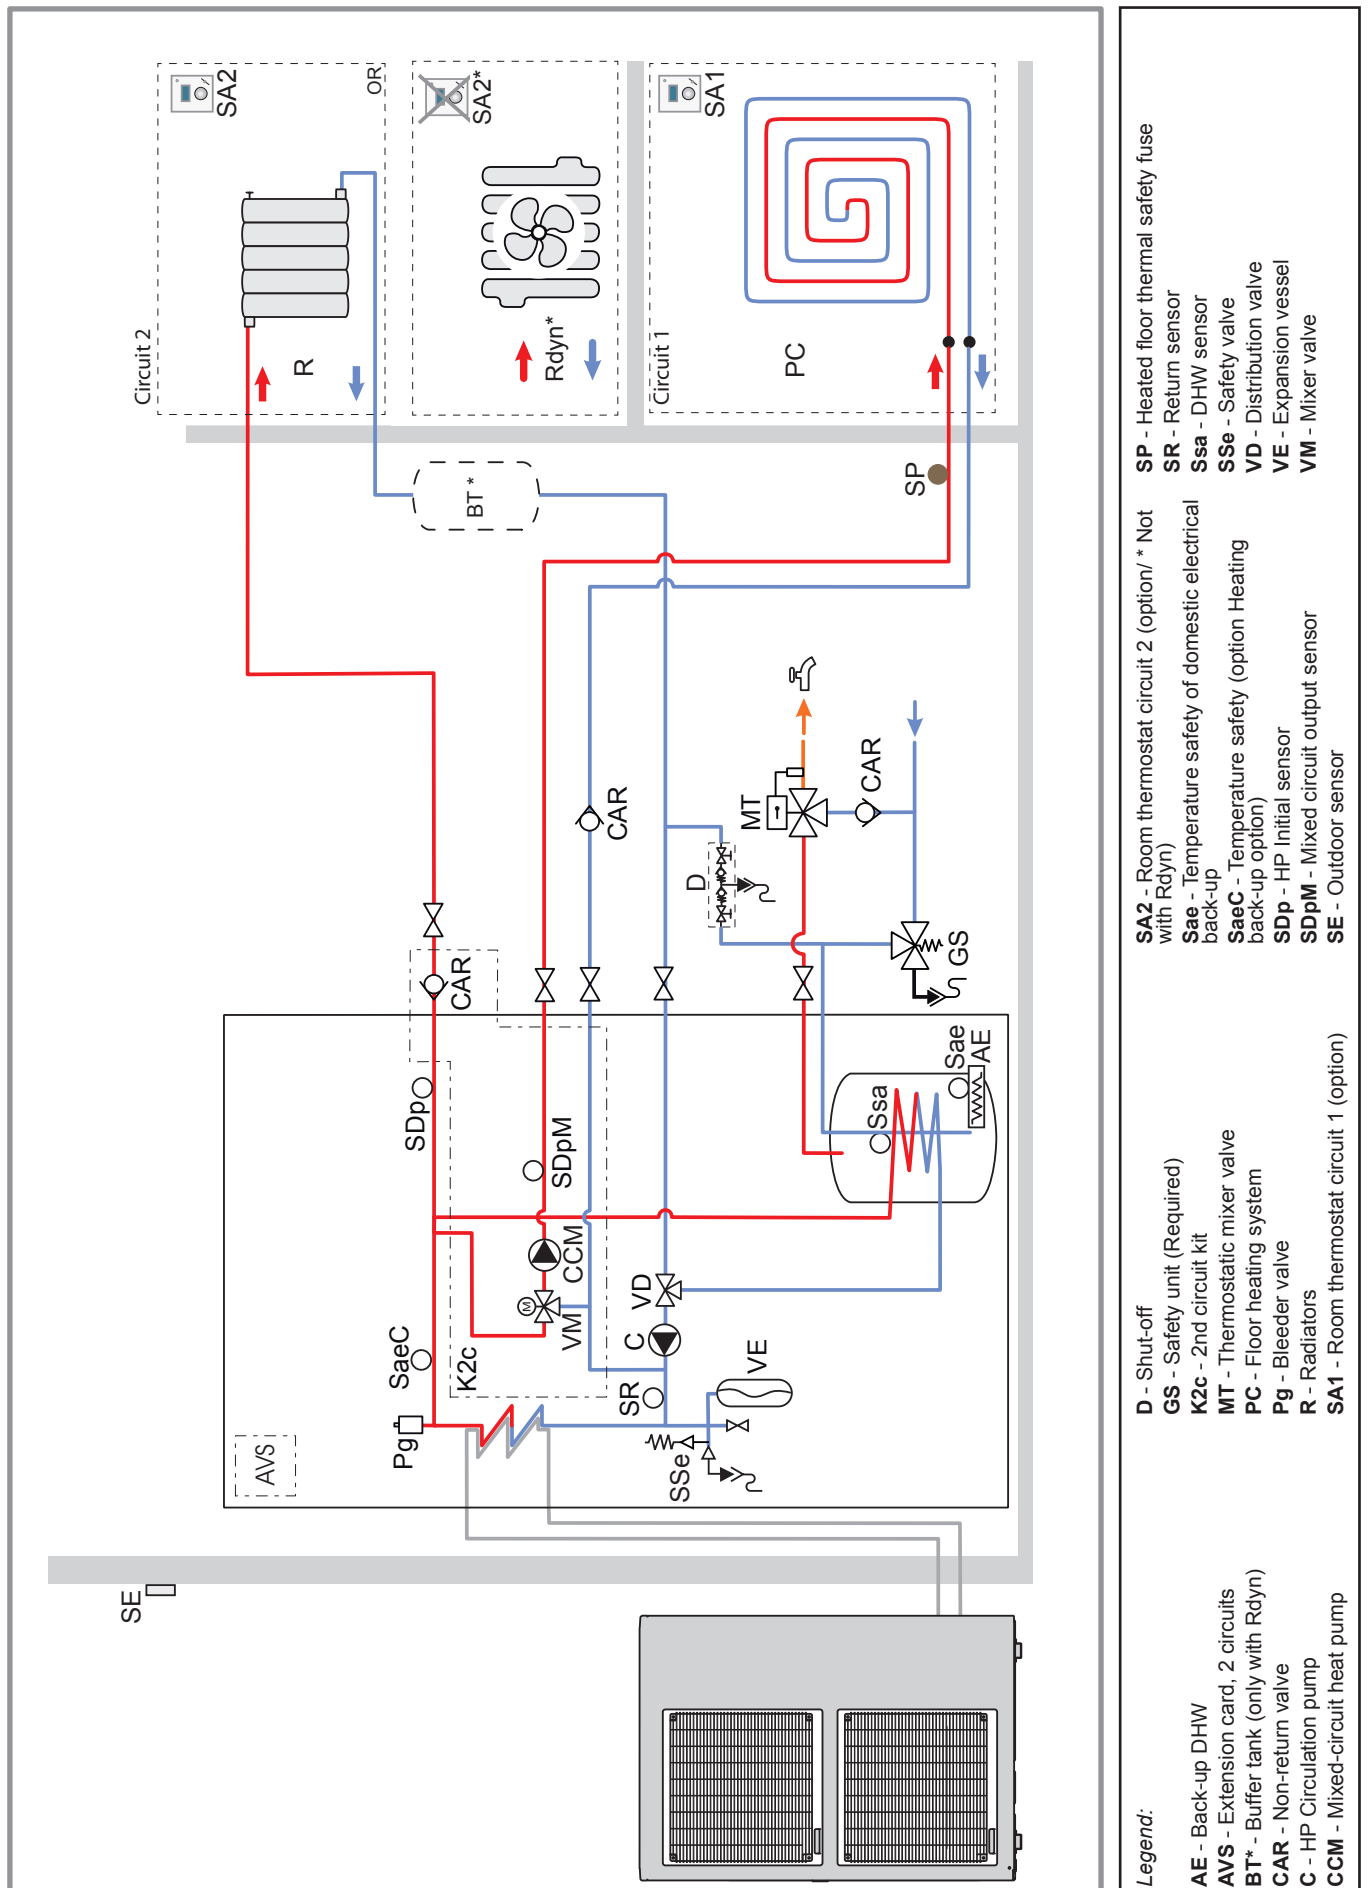 SE
AVS
Pg
SaeC
K2c
SDp
CAR
SDpM
CCM
VM
M
C
VD
SR
SSe
VE
Ssa
Sae
AE
GS
D
MT
CAR
CAR
SP
BT *
Circuit 2
R
SA2
OR
Rdyn*
SA2*
Circuit 1
PC
SA1
Legend:
AE - Back-up DHW
AVS - Extension card, 2 circuits
BT* - Buffer tank (only with Rdyn)
CAR - Non-return valve
C - HP Circulation pump
CCM - Mixed-circuit heat pump
D - Shut-off
GS - Safety unit (Required)
K2c - 2nd circuit kit
MT - Thermostatic mixer valve
PC - Floor heating system
Pg - Bleeder valve
R - Radiators
SA1 - Room thermostat circuit 1 (option)
SA2 - Room thermostat circuit 2 (option/ * Not
with Rdyn)
Sae - Temperature safety of domestic electrical
back-up
SaeC - Temperature safety (option Heating
back-up option)
SDp - HP Initial sensor
SDpM - Mixed circuit output sensor
SE - Outdoor sensor
SP - Heated floor thermal safety fuse
SR - Return sensor
Ssa - DHW sensor
SSe - Safety valve
VD - Distribution valve
VE - Expansion vessel
VM - Mixer valve